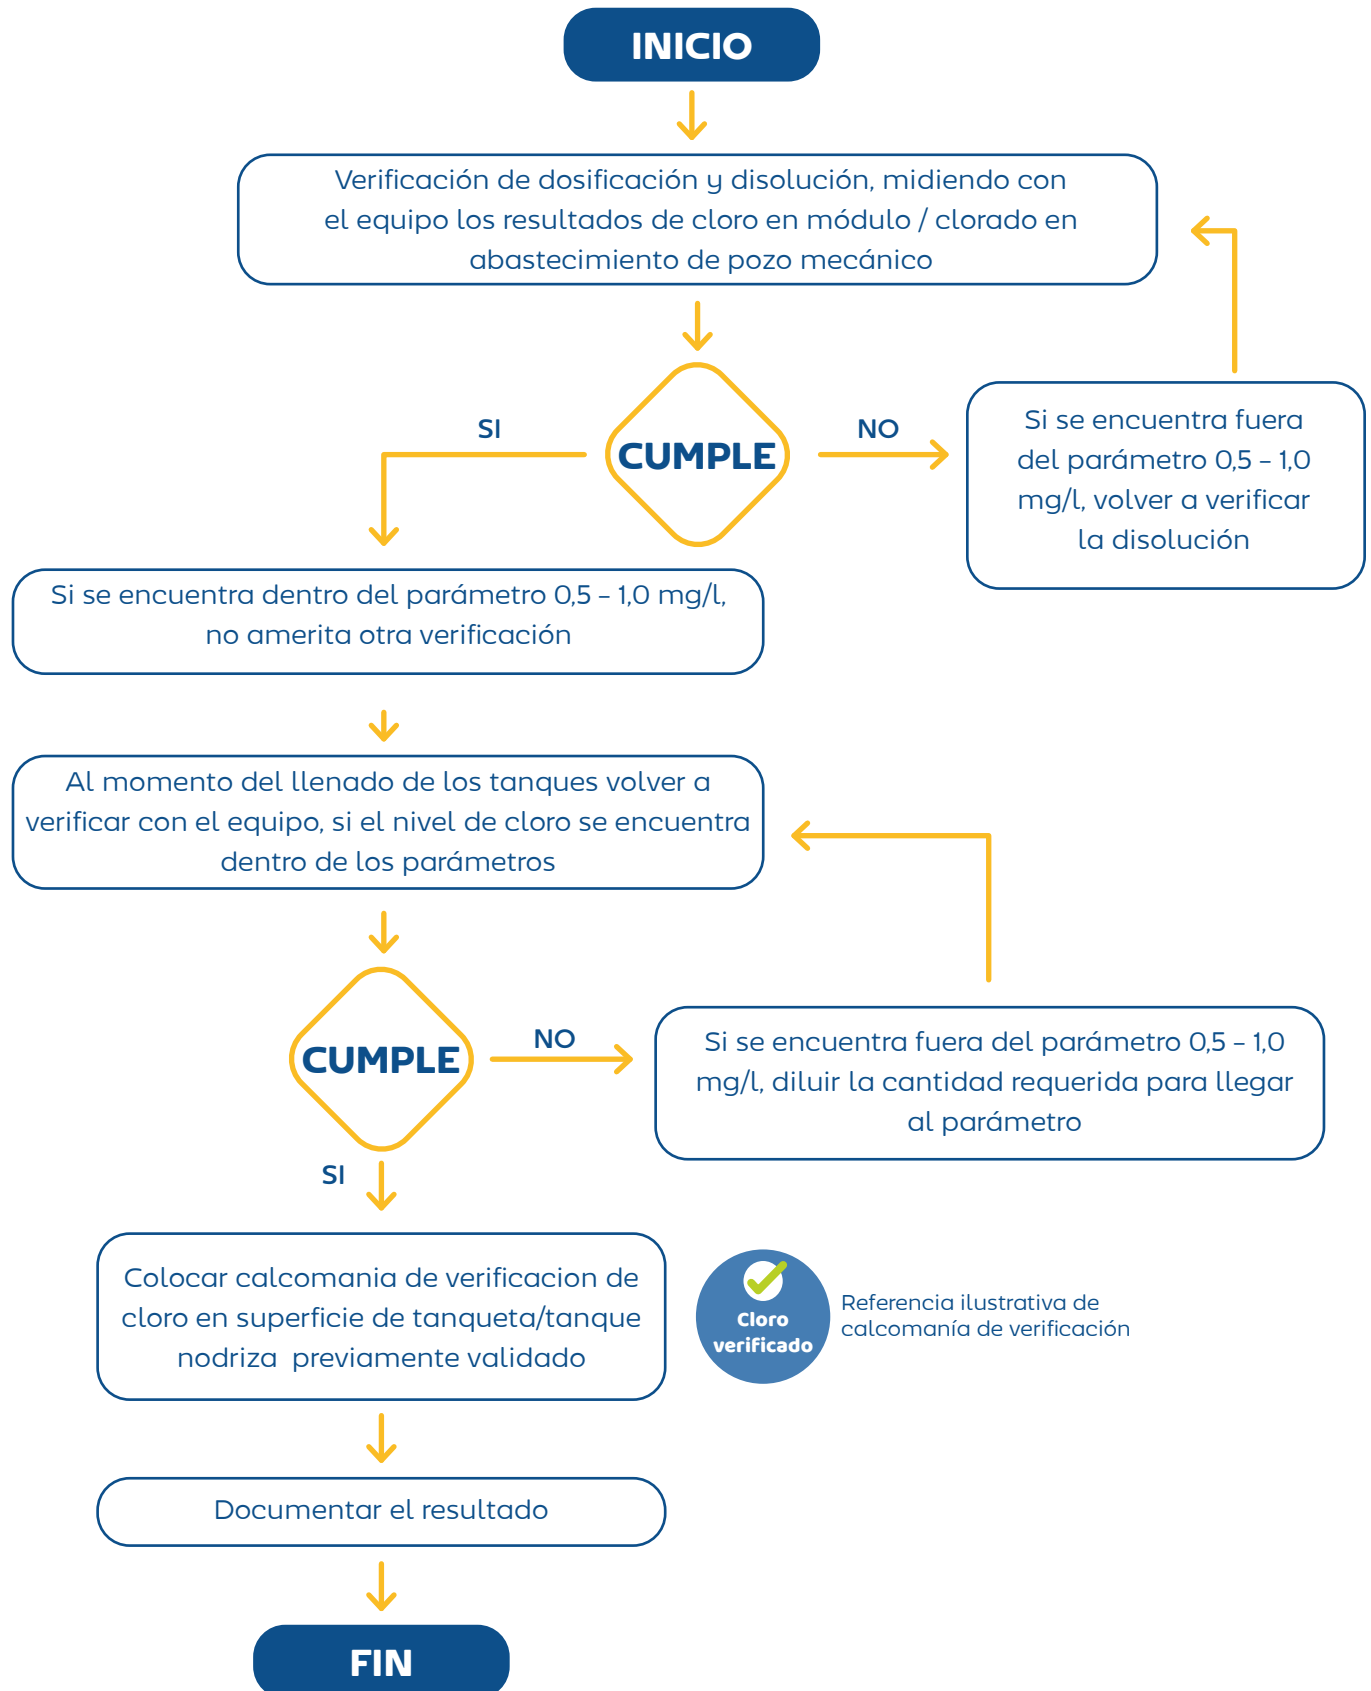 INICIO
Verificación de dosificación y disolución, midiendo con
el equipo los resultados de cloro en módulo / clorado en
abastecimiento de pozo mecánico
SI
CUMPLE
NO
Si se encuentra fuera
del parámetro 0,5 – 1,0
mg/l, volver a verificar
la disolución
Si se encuentra dentro del parámetro 0,5 – 1,0 mg/l,
no amerita otra verificación
Al momento del llenado de los tanques volver a
verificar con el equipo, si el nivel de cloro se encuentra
dentro de los parámetros
CUMPLE
NO
Si se encuentra fuera del parámetro 0,5 – 1,0
mg/l, diluir la cantidad requerida para llegar
al parámetro
SI
Colocar calcomania de verificacion de
cloro en superficie de tanqueta/tanque
nodriza previamente validado
Cloro
verificado
Referencia ilustrativa de
calcomanía de verificación
Documentar el resultado
FIN